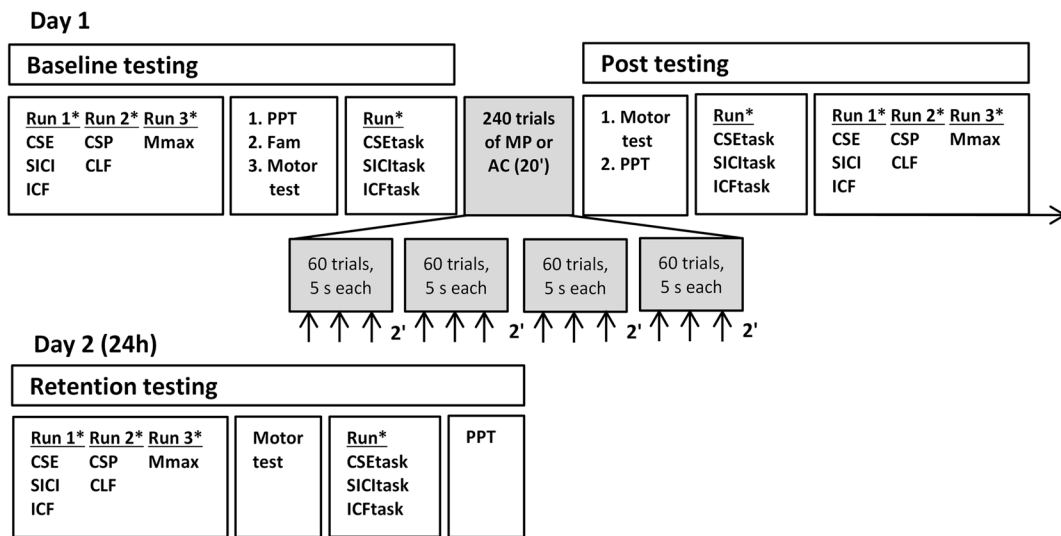 Day 1
Baseline testing
Post testing
Run 1* Run 2* Run 3*
CSE CSP Mmax
SICI CLF
ICF
1. PPT
2. Fam
3. Motor
test
Run*
CSEtask
SICItask
ICFtask
240 trials
of MP or
AC (20')
1. Motor
test
2. PPT
Run*
CSEtask
SICItask
ICFtask
Run 1* Run 2* Run 3*
CSE CSP Mmax
SICI CLF
ICF
60 trials,
5 s each
60 trials,
5 s each
60 trials,
5 s each
60 trials,
5 s each
2' 2' 2' 2'
Day 2 (24h)
Retention testing
Run 1* Run 2* Run 3*
CSE CSP Mmax
SICI CLF
ICF
Motor
test
Run*
CSEtask
SICItask
ICFtask
PPT